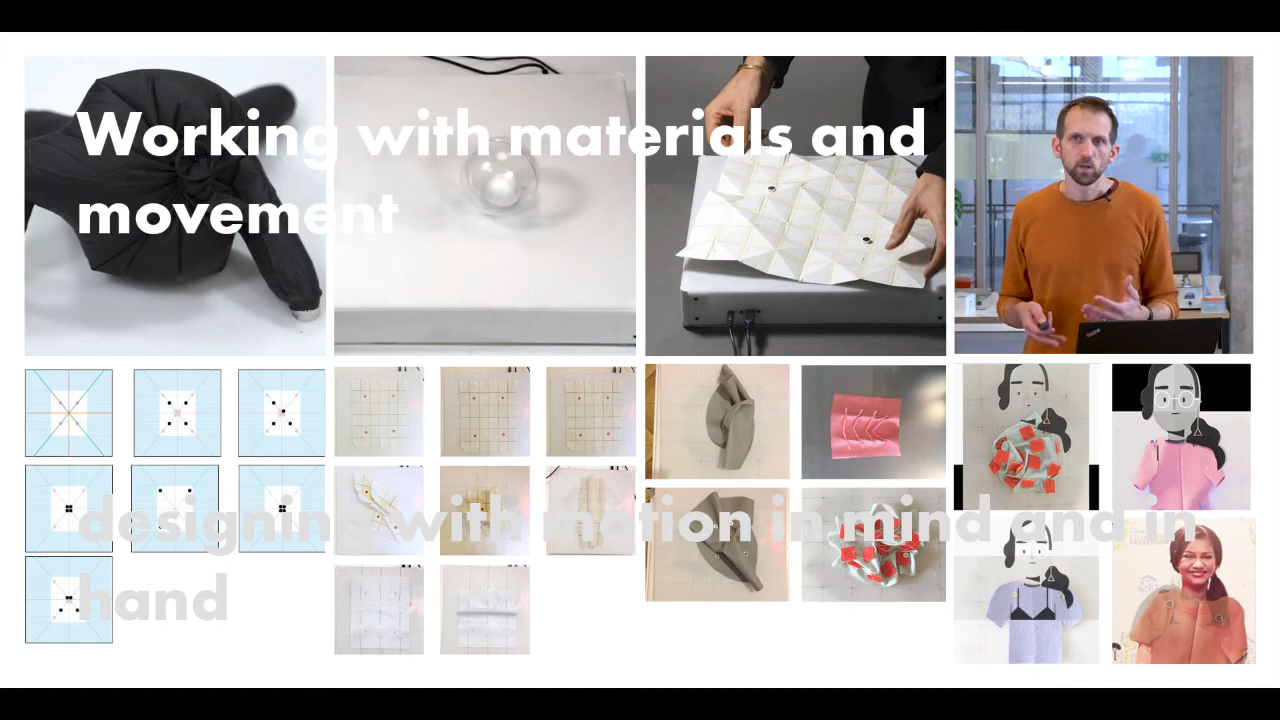 Working with materials and
movement
designing with motion in mind and in
hand